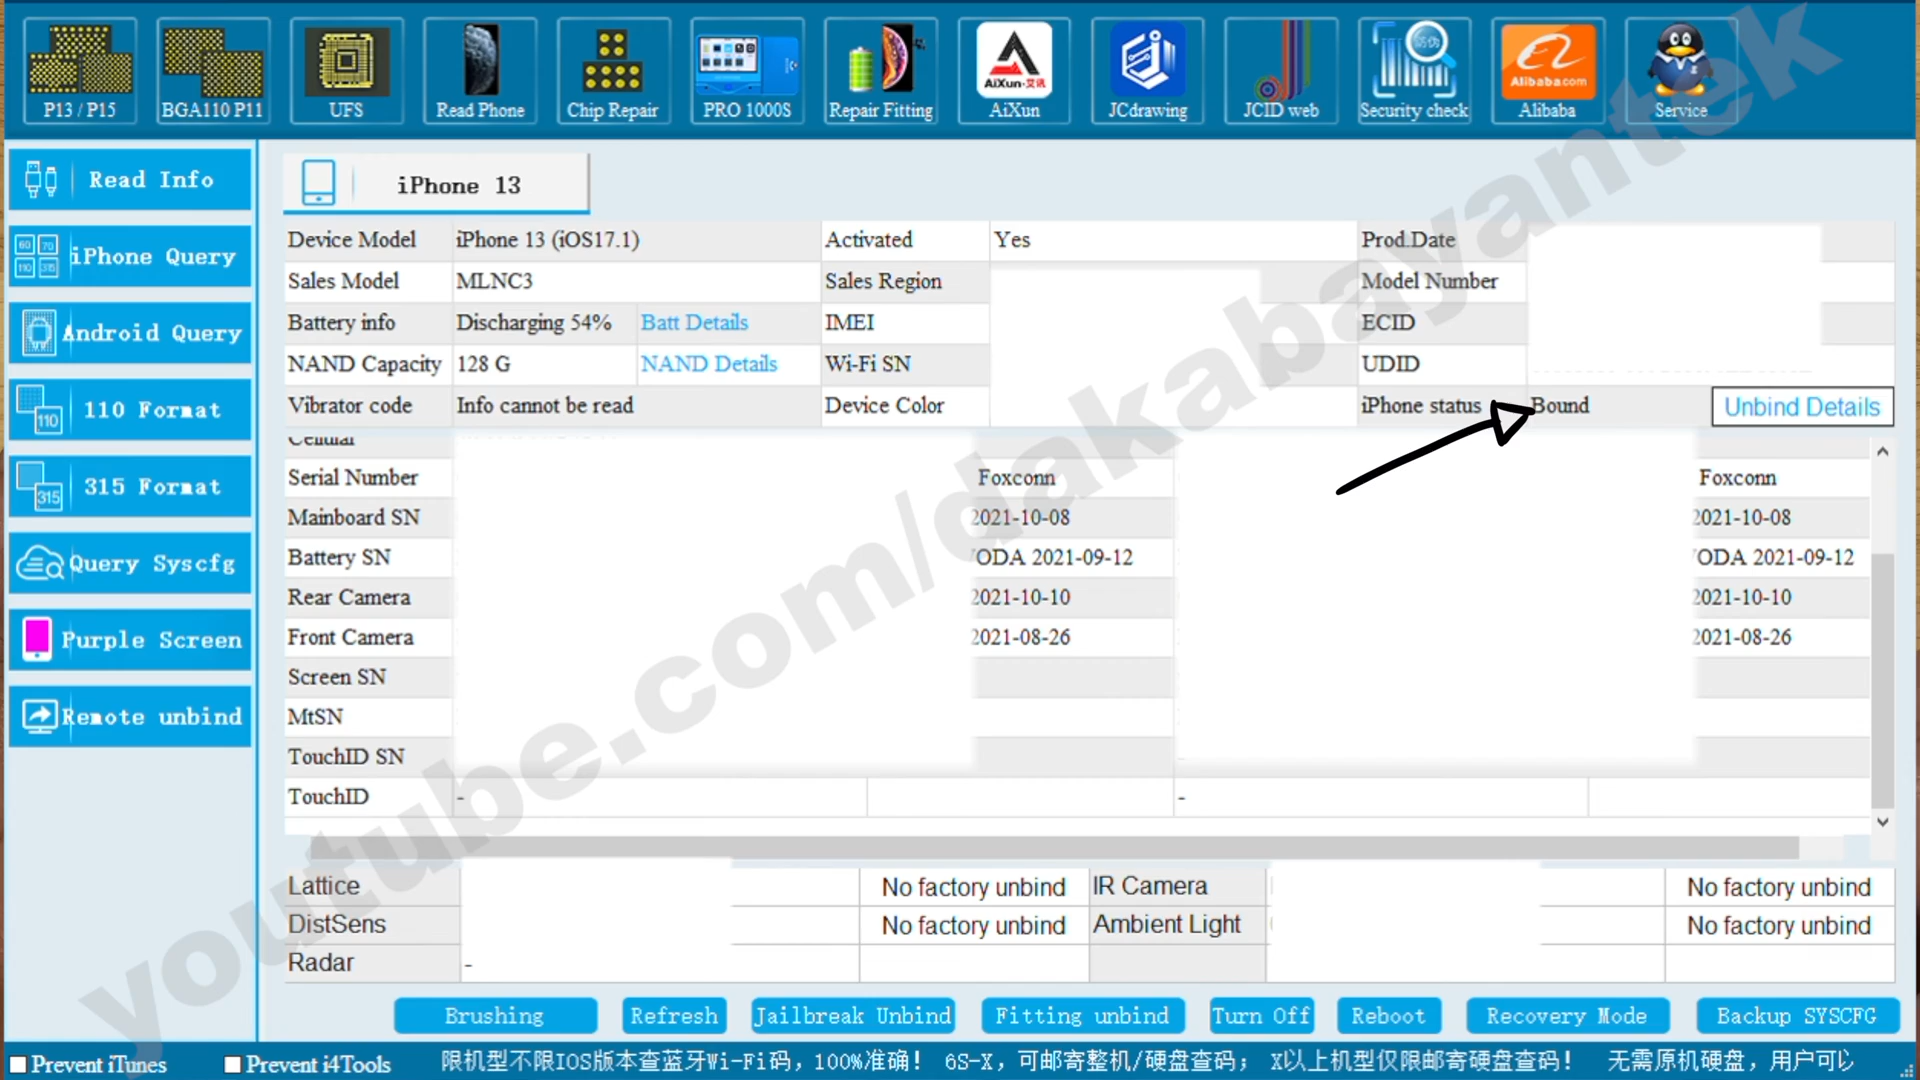 P13 / P15
BGA110 P11
UFS
Read Phone
Chip Repair
PRO 1000S
Repair Fitting
AiXun·艾讯
AiXun
JCdrawing
JCID web
防伪
Security check
Alibaba.com
Alibaba
Service
Read Info
iPhone Query
Android Query
110 Format
315 Format
Query Syscfg
Purple Screen
Remote unbind
iPhone 13
Device Model iPhone 13 (iOS17.1) Activated Yes Prod.Date
Sales Model MLNC3 Sales Region Model Number
Battery info Discharging 54% Batt Details IMEI ECID
NAND Capacity 128 G NAND Details Wi-Fi SN UDID
Vibrator code Info cannot be read Device Color iPhone status Bound Unbind Details
Cellular
Serial Number Foxconn Foxconn
Mainboard SN 2021-10-08 2021-10-08
Battery SN ODA 2021-09-12 ODA 2021-09-12
Rear Camera 2021-10-10 2021-10-10
Front Camera 2021-08-26 2021-08-26
Screen SN
MtSN
TouchID SN
TouchID - -
Lattice No factory unbind IR Camera No factory unbind
DistSens No factory unbind Ambient Light No factory unbind
Radar -
Brushing Refresh Jailbreak Unbind Fitting unbind Turn Off Reboot Recovery Mode Backup SYSCFG
Prevent iTunes Prevent i4Tools 限机型不限IOS版本查蓝牙Wi-Fi码，100%准确！ 6S-X，可邮寄整机/硬盘查码； X以上机型仅限邮寄硬盘查码！ 无需原机硬盘，用户可以
youtube.com/dakabayantek